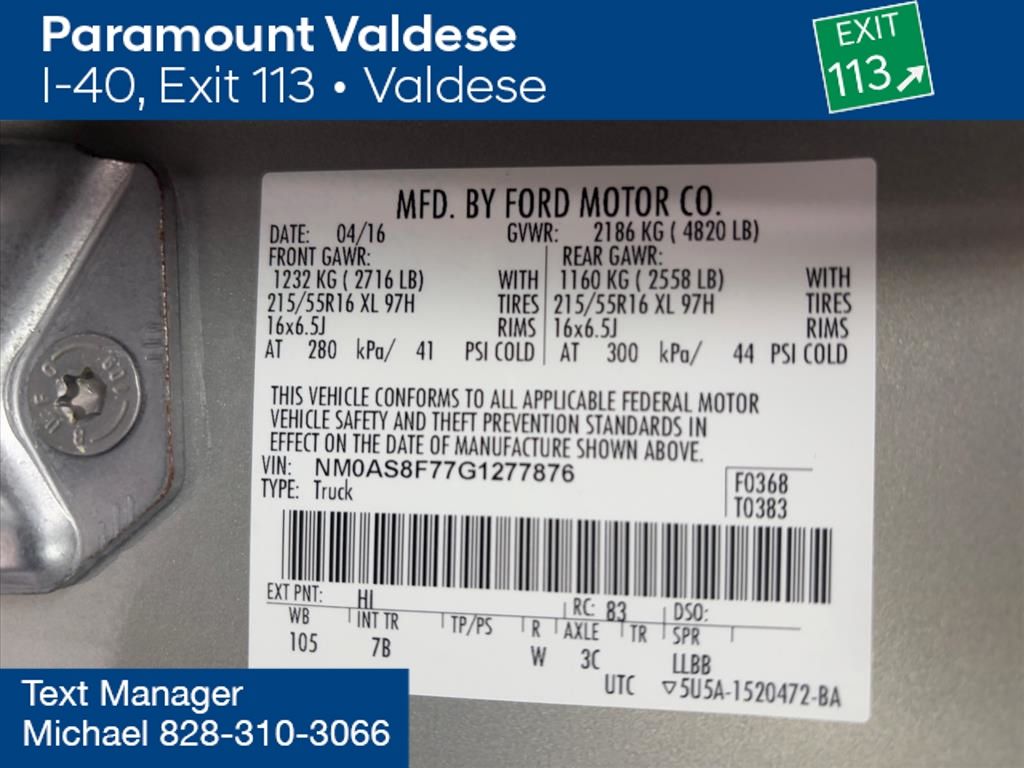 Paramount Valdese
I-40, Exit 113 • Valdese
EXIT
113
MFD. BY FORD MOTOR CO.
DATE: 04/16 GVWR: 2186 KG ( 4820 LB)
FRONT GAWR: REAR GAWR:
1232 KG ( 2716 LB) WITH 1160 KG ( 2558 LB) WITH
215/55R16 XL 97H TIRES 215/55R16 XL 97H TIRES
16x6.5J RIMS 16x6.5J RIMS
AT 280 kPa/ 41 PSI COLD AT 300 kPa/ 44 PSI COLD
THIS VEHICLE CONFORMS TO ALL APPLICABLE FEDERAL MOTOR
VEHICLE SAFETY AND THEFT PREVENTION STANDARDS IN
EFFECT ON THE DATE OF MANUFACTURE SHOWN ABOVE.
VIN: NM0AS8F77G1277876
TYPE: Truck
F0368
T0383
EXT PNT: HI RC: 83 DSO:
WB INT TR TP/PS R AXLE TR SPR
105 7B W 3C LLBB
UTC ▽5U5A-1520472-BA
Text Manager
Michael 828-310-3066